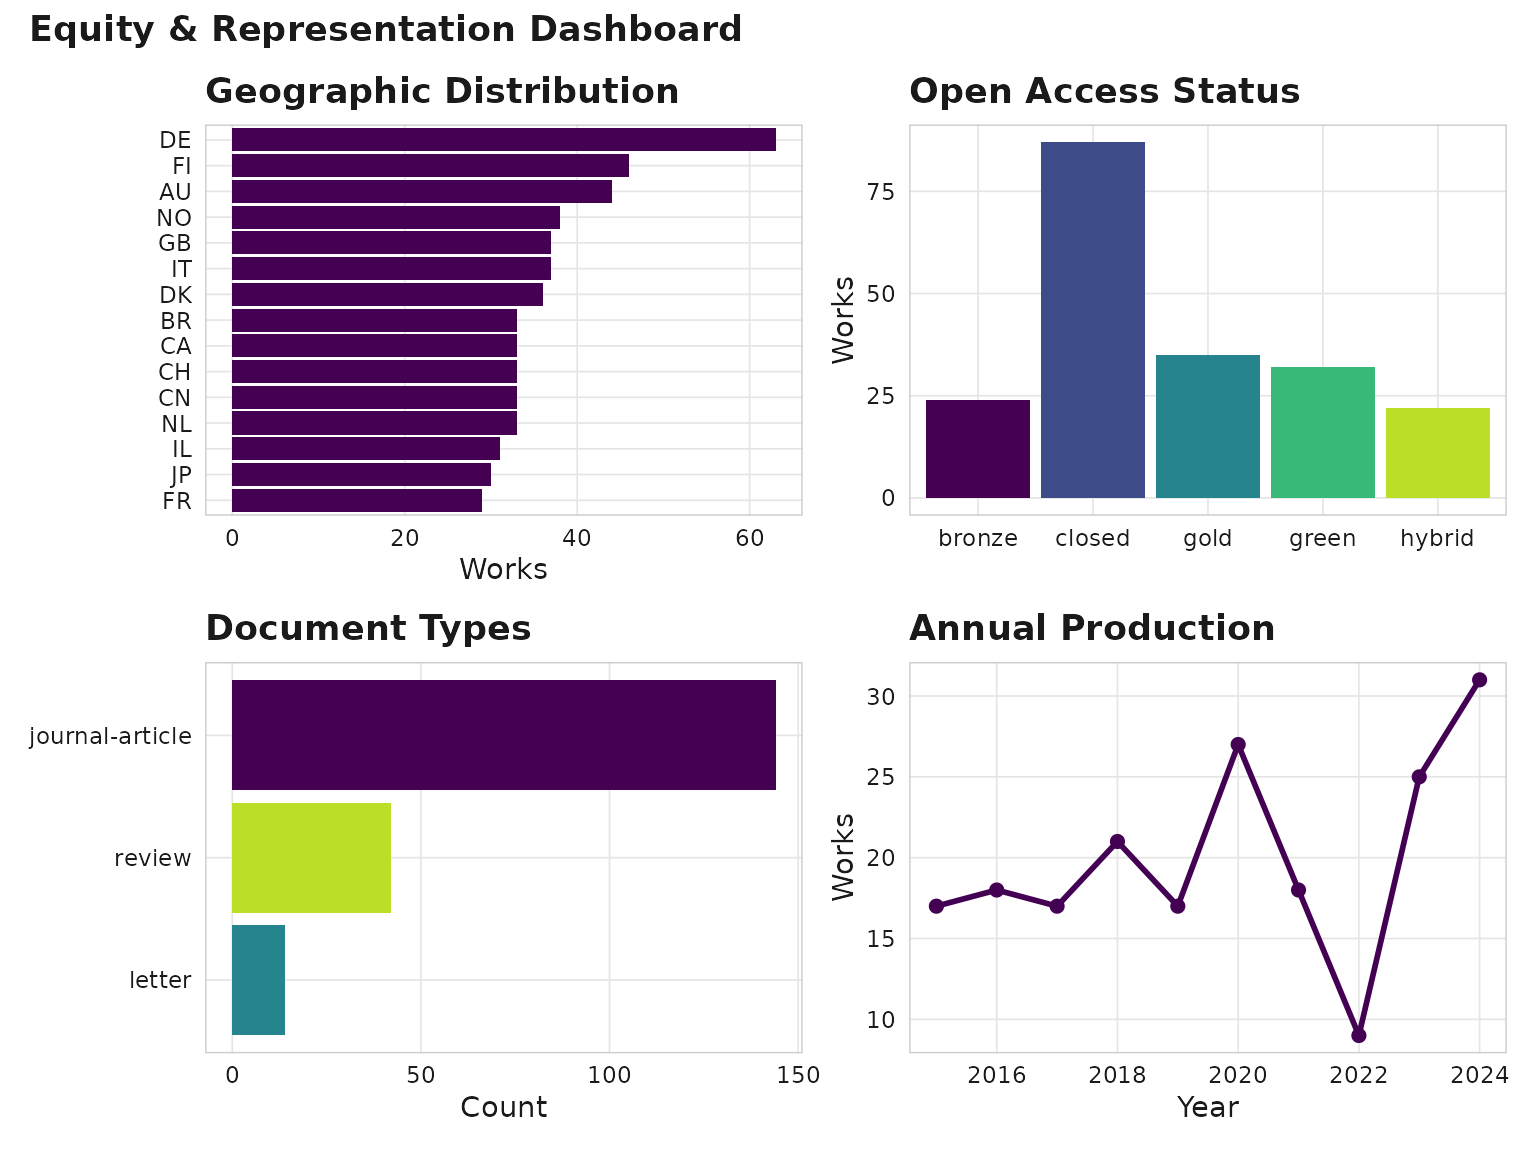 Equity & Representation Dashboard
Geographic Distribution
DE
FI
AU
NO
GB
IT
DK
BR
CA
CH
CN
NL
IL
JP
FR
0 20 40 60
Works
Open Access Status
Works
75
50
25
0
bronze closed gold green hybrid
Document Types
journal-article
review
letter
0 50 100 150
Count
Annual Production
Works
30
25
20
15
10
2016 2018 2020 2022 2024
Year